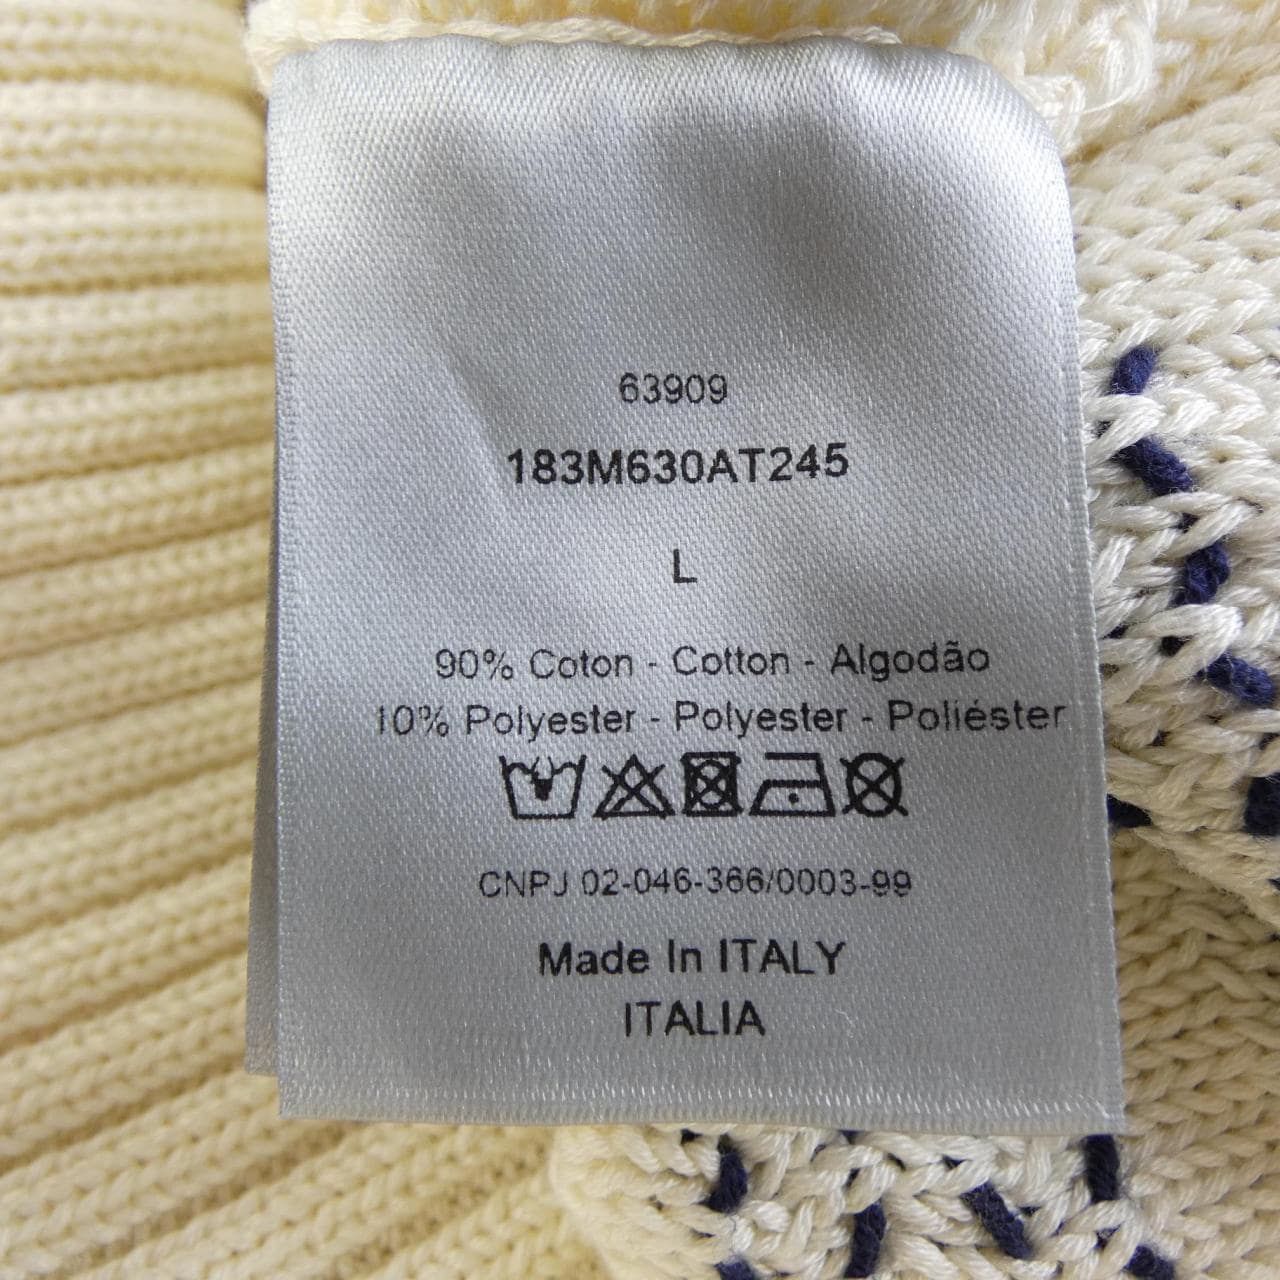 63909
183M630AT245
L
90% Coton - Cotton - Algodão
10% Polyester - Polyester - Poliéster
CNPJ 02-046-366/0003-99
Made In ITALY
ITALIA